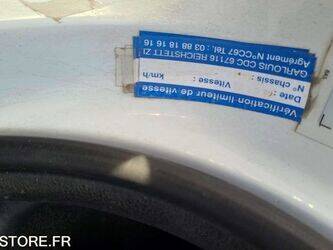 Vérification limiteur de vitesse
Date :
N° chassis :
Vitesse : km/h
GARLOUIS CDC 67116 REICHSTETT ZI
Agrément N°CC67 Tél. : 03 88 18 16 16
STORE.FR